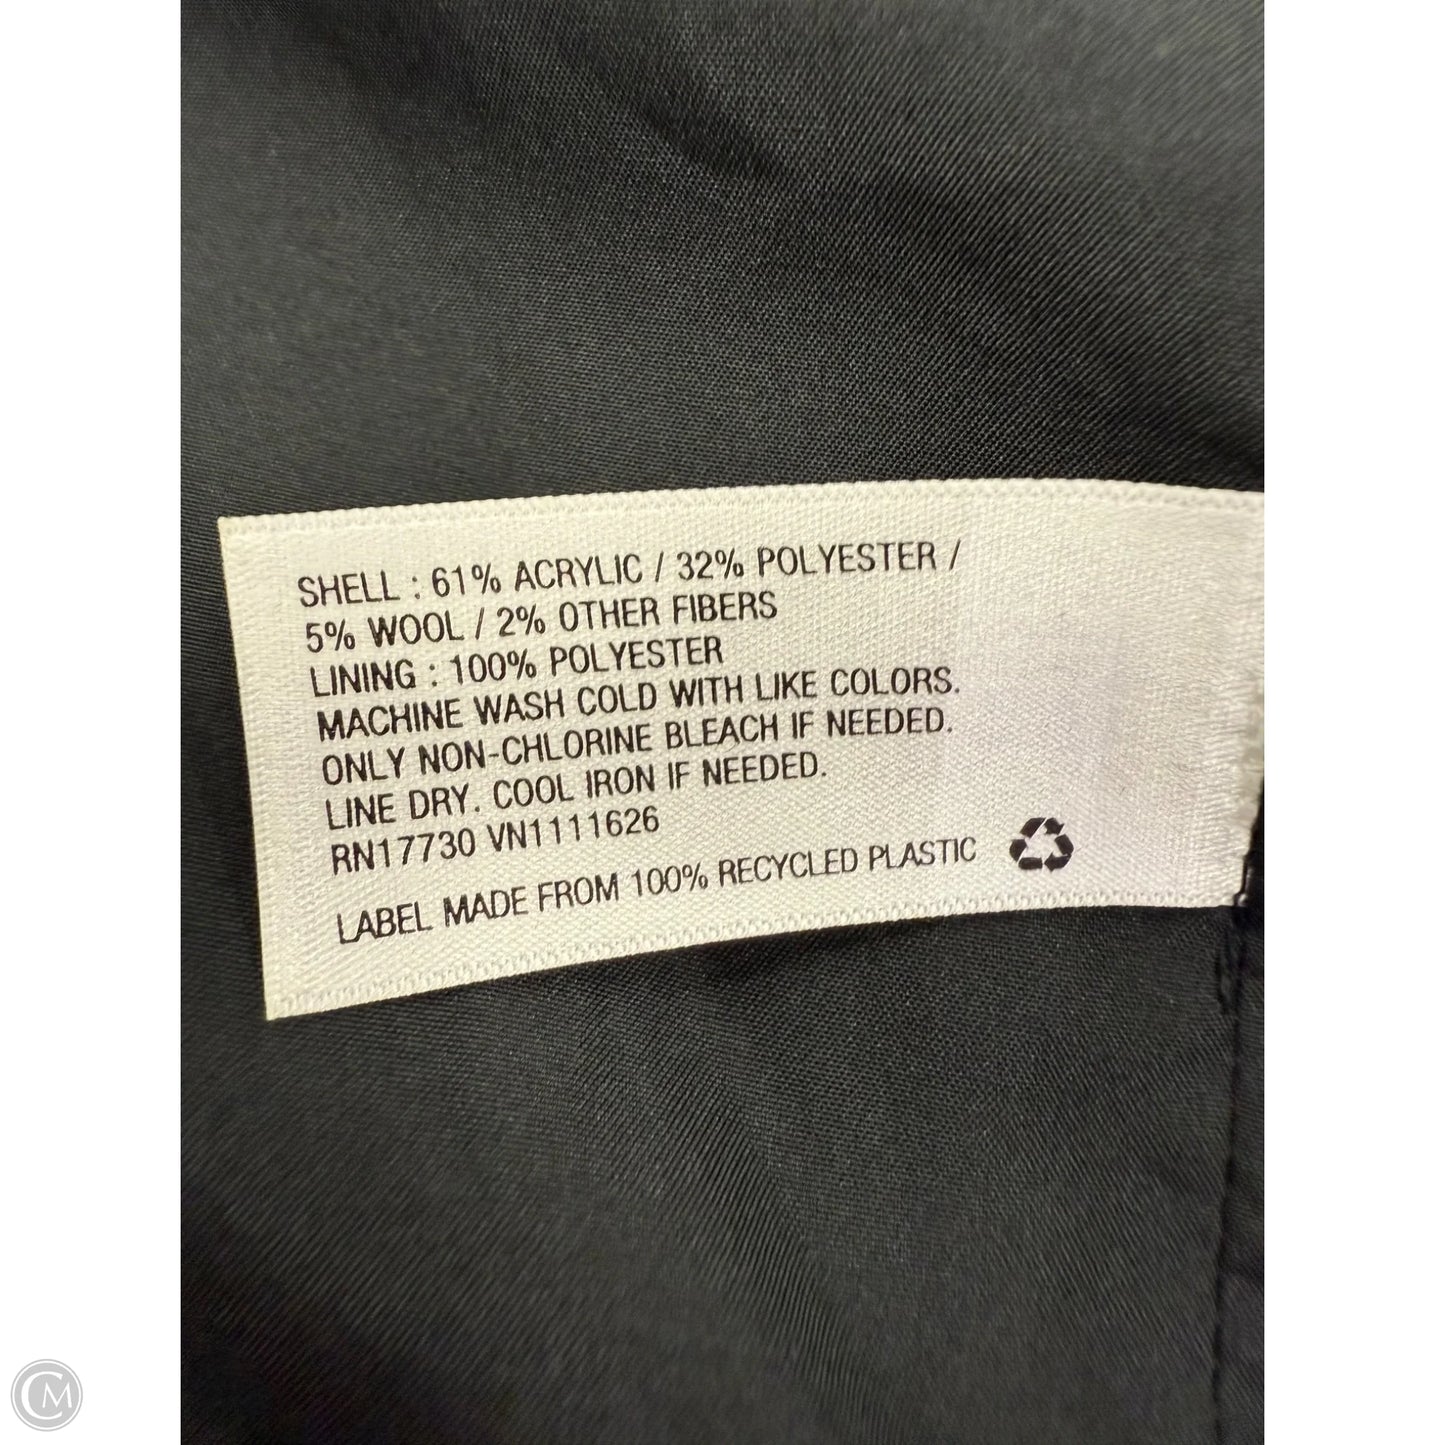 SHELL : 61% ACRYLIC / 32% POLYESTER /
5% WOOL / 2% OTHER FIBERS
LINING : 100% POLYESTER
MACHINE WASH COLD WITH LIKE COLORS.
ONLY NON-CHLORINE BLEACH IF NEEDED.
LINE DRY. COOL IRON IF NEEDED.
RN17730 VN1111626
LABEL MADE FROM 100% RECYCLED PLASTIC
CM